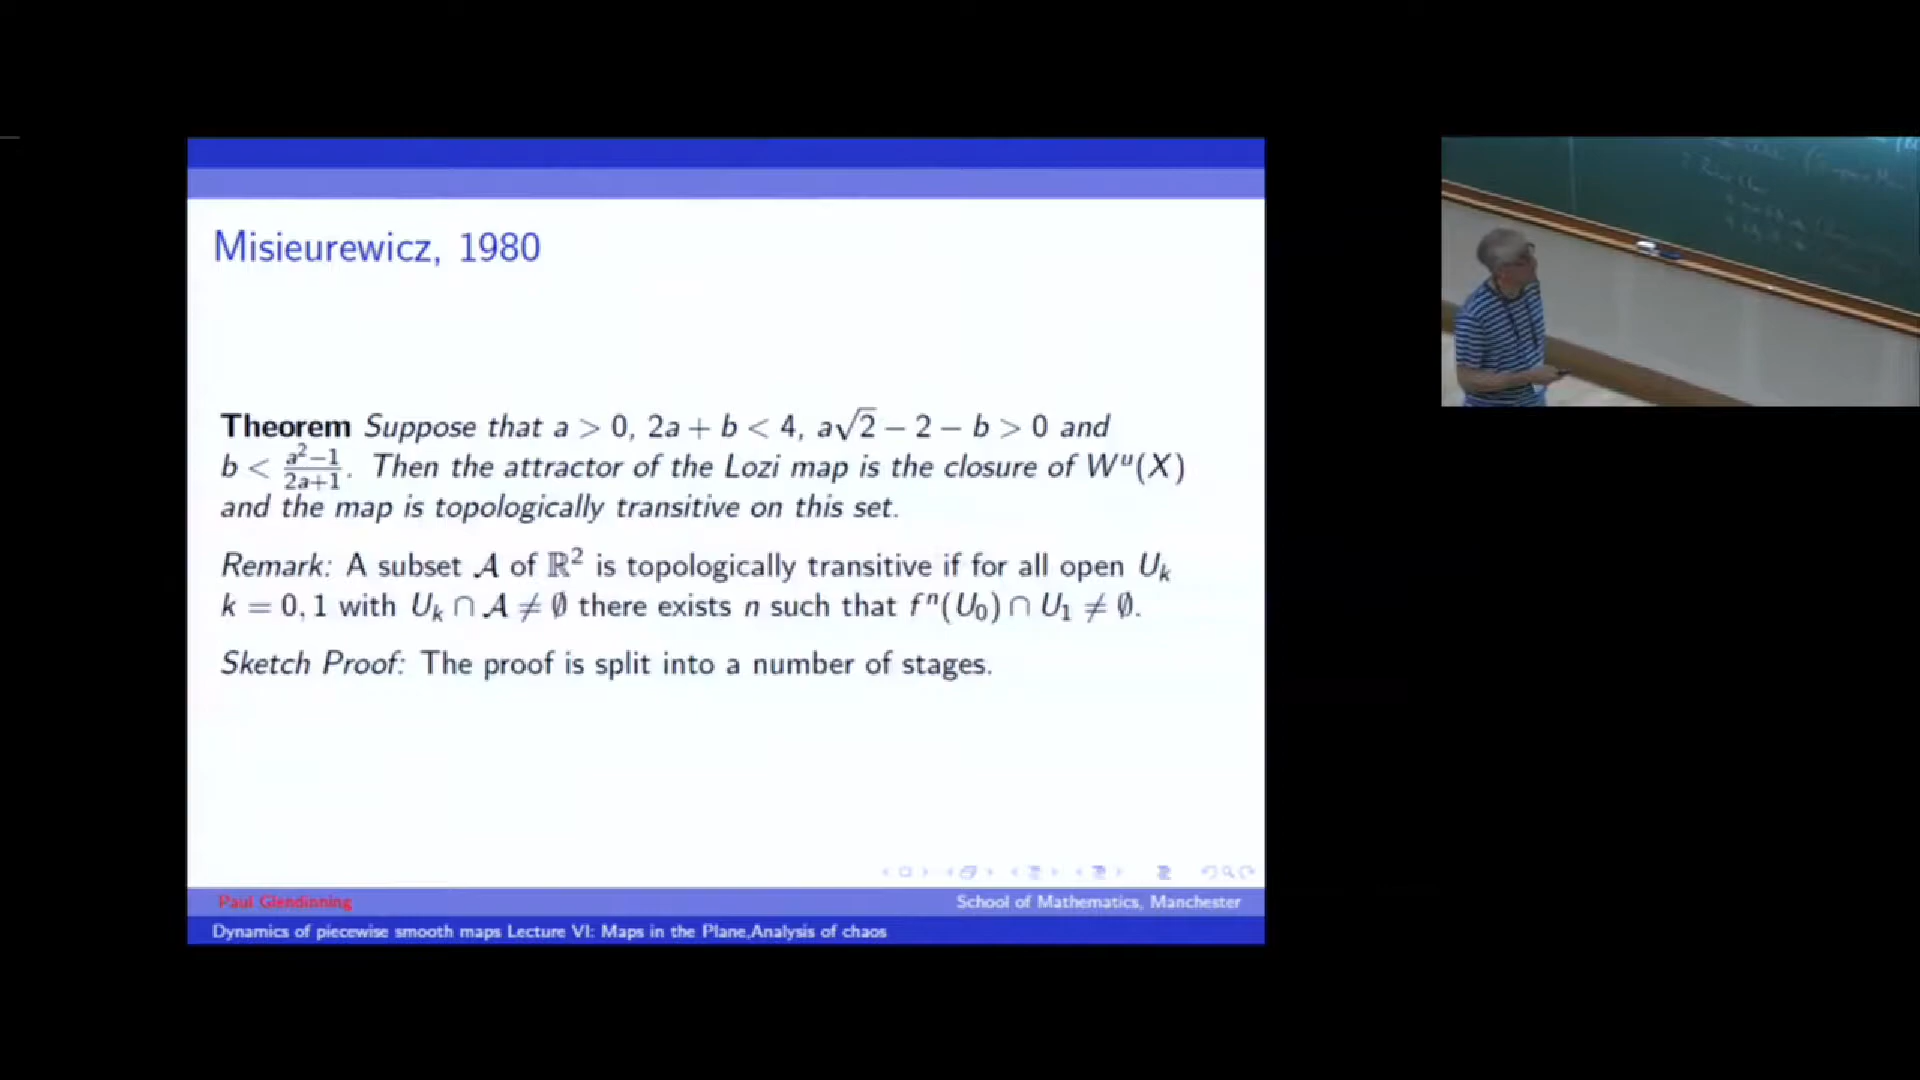 Misieurewicz, 1980
Theorem Suppose that a > 0, 2a + b < 4, a√2 − 2 − b > 0 and
b < (a²−1)/(2a+1). Then the attractor of the Lozi map is the closure of Wᵘ(X)
and the map is topologically transitive on this set.
Remark: A subset 𝒜 of ℝ² is topologically transitive if for all open Uₖ
k = 0, 1 with Uₖ ∩ 𝒜 ≠ ∅ there exists n such that fⁿ(U₀) ∩ U₁ ≠ ∅.
Sketch Proof: The proof is split into a number of stages.
Paul Glendinning
School of Mathematics, Manchester
Dynamics of piecewise smooth maps Lecture VI: Maps in the Plane,Analysis of chaos